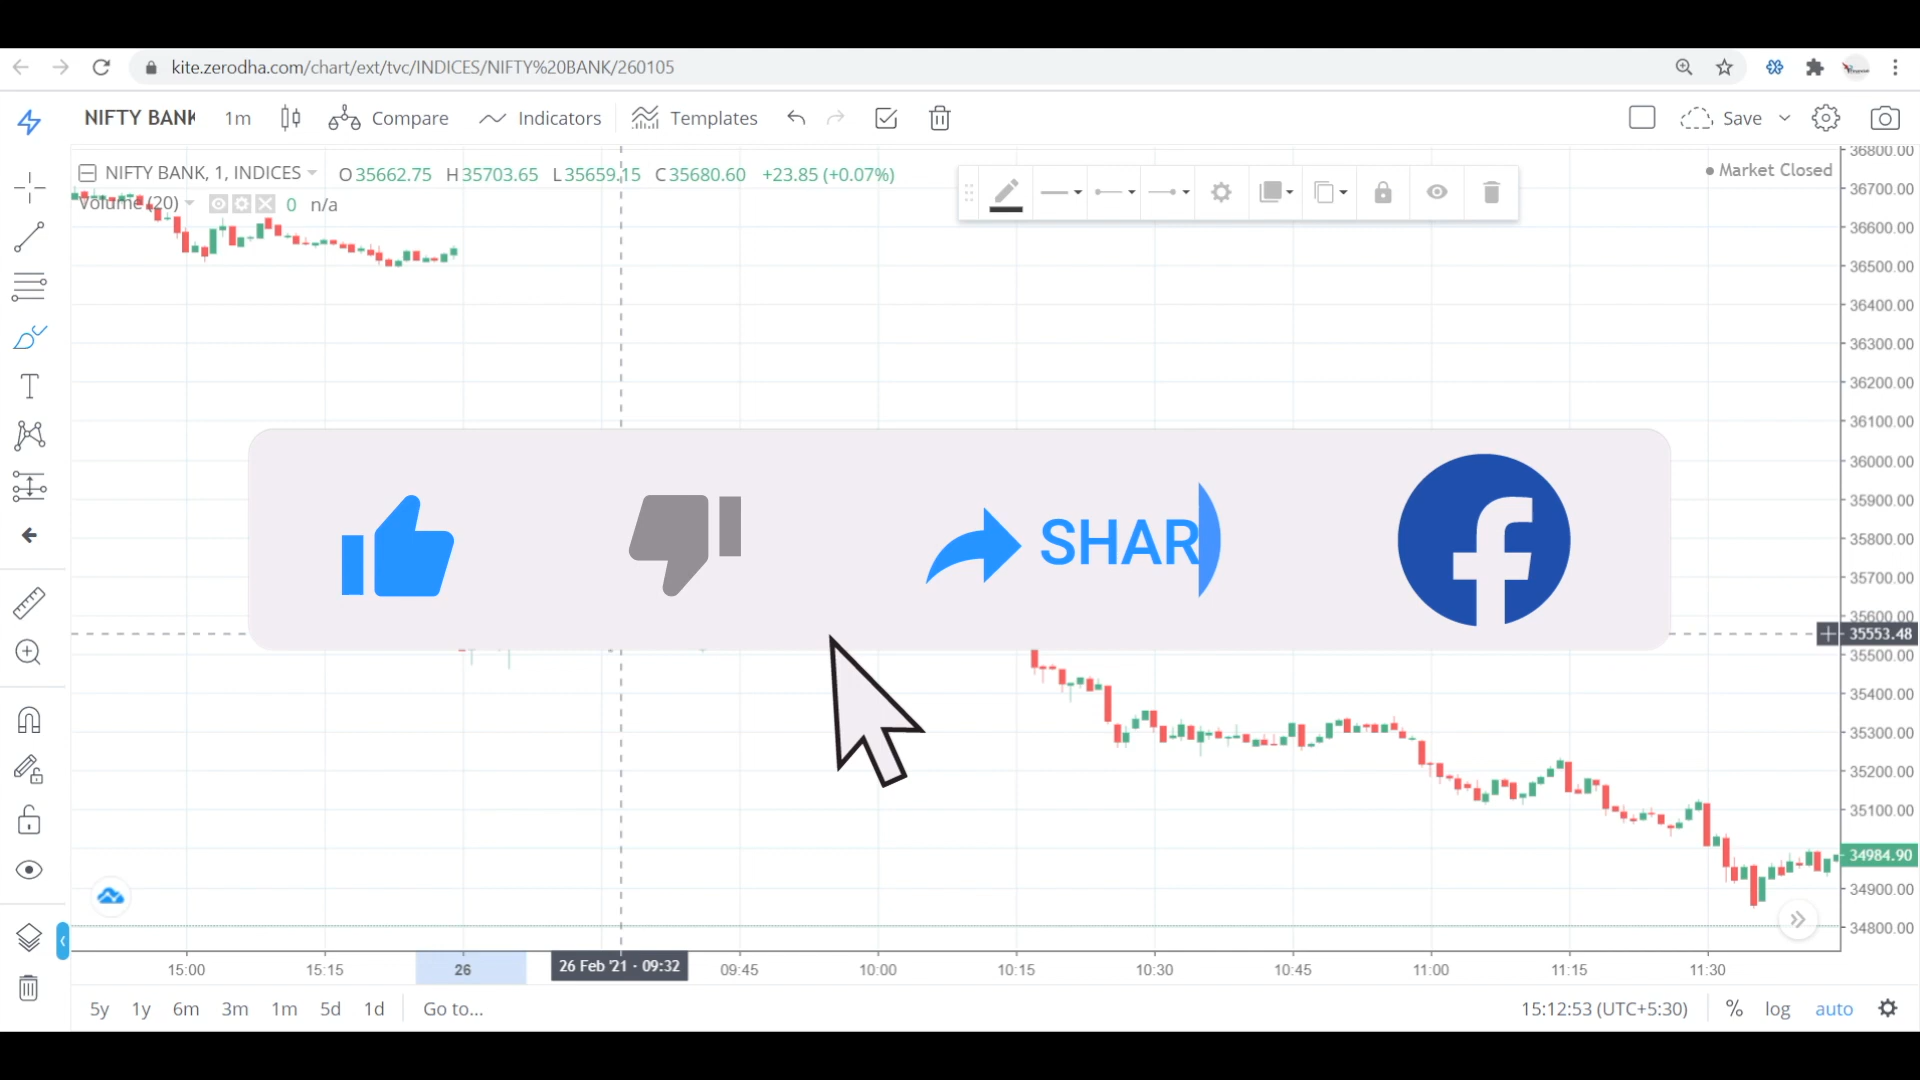 kite.zerodha.com/chart/ext/tvc/INDICES/NIFTY%20BANK/260105
NIFTY BANK 1m Compare Indicators Templates Save
NIFTY BANK, 1, INDICES O35662.75 H35703.65 L35659.15 C35680.60 +23.85 (+0.07%)
Market Closed
Volume (20) 0 n/a
36800.00
36700.00
36600.00
36500.00
36400.00
36300.00
36200.00
36100.00
36000.00
35900.00
35800.00
35700.00
35600.00
35553.48
35500.00
35400.00
35300.00
35200.00
35100.00
34984.90
34900.00
34800.00
SHAR
15:00 15:15 26 26 Feb '21 - 09:32 09:45 10:00 10:15 10:30 10:45 11:00 11:15 11:30
5y 1y 6m 3m 1m 5d 1d Go to... 15:12:53 (UTC+5:30) % log auto